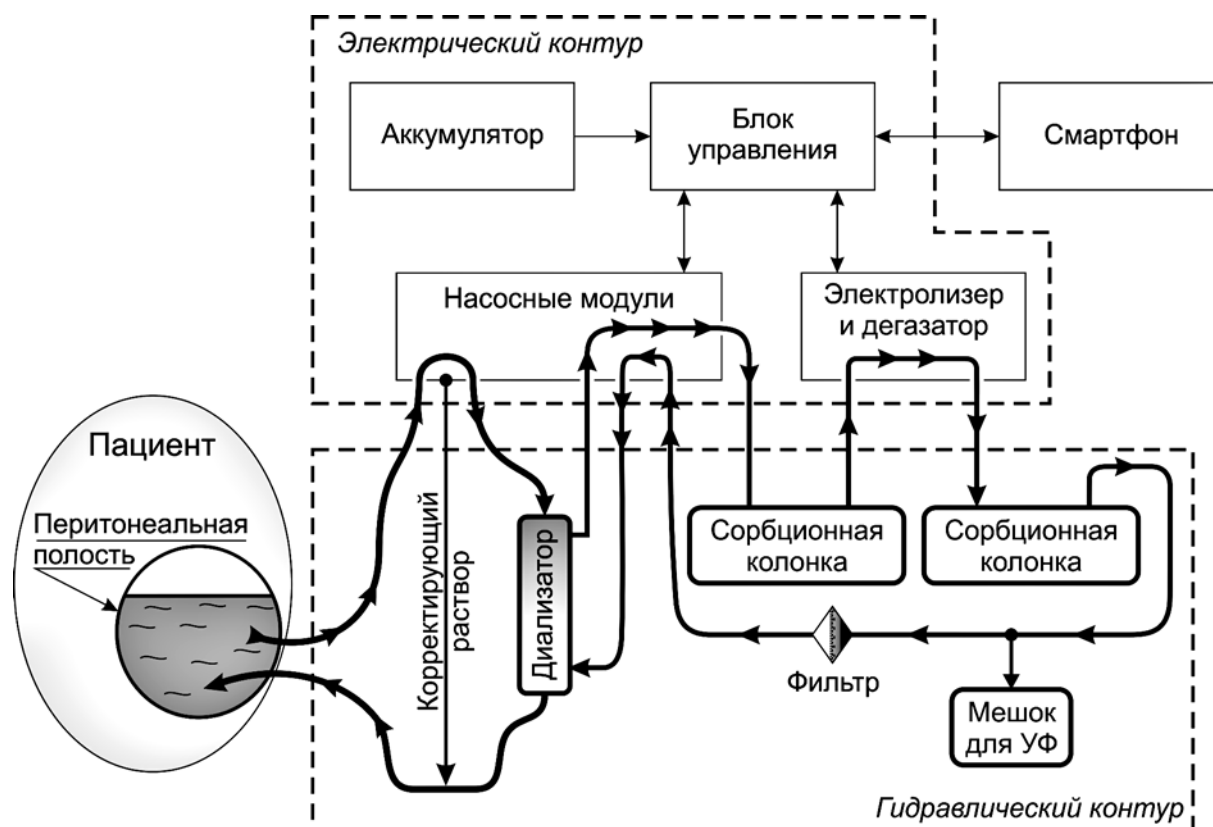 Электрический контур
Аккумулятор
Блок
управления
Смартфон
Насосные модули
Электролизер
и дегазатор
Пациент
Перитонеальная
полость
Корректирующий
раствор
Диализатор
Сорбционная
колонка
Сорбционная
колонка
Фильтр
Мешок
для УФ
Гидравлический контур